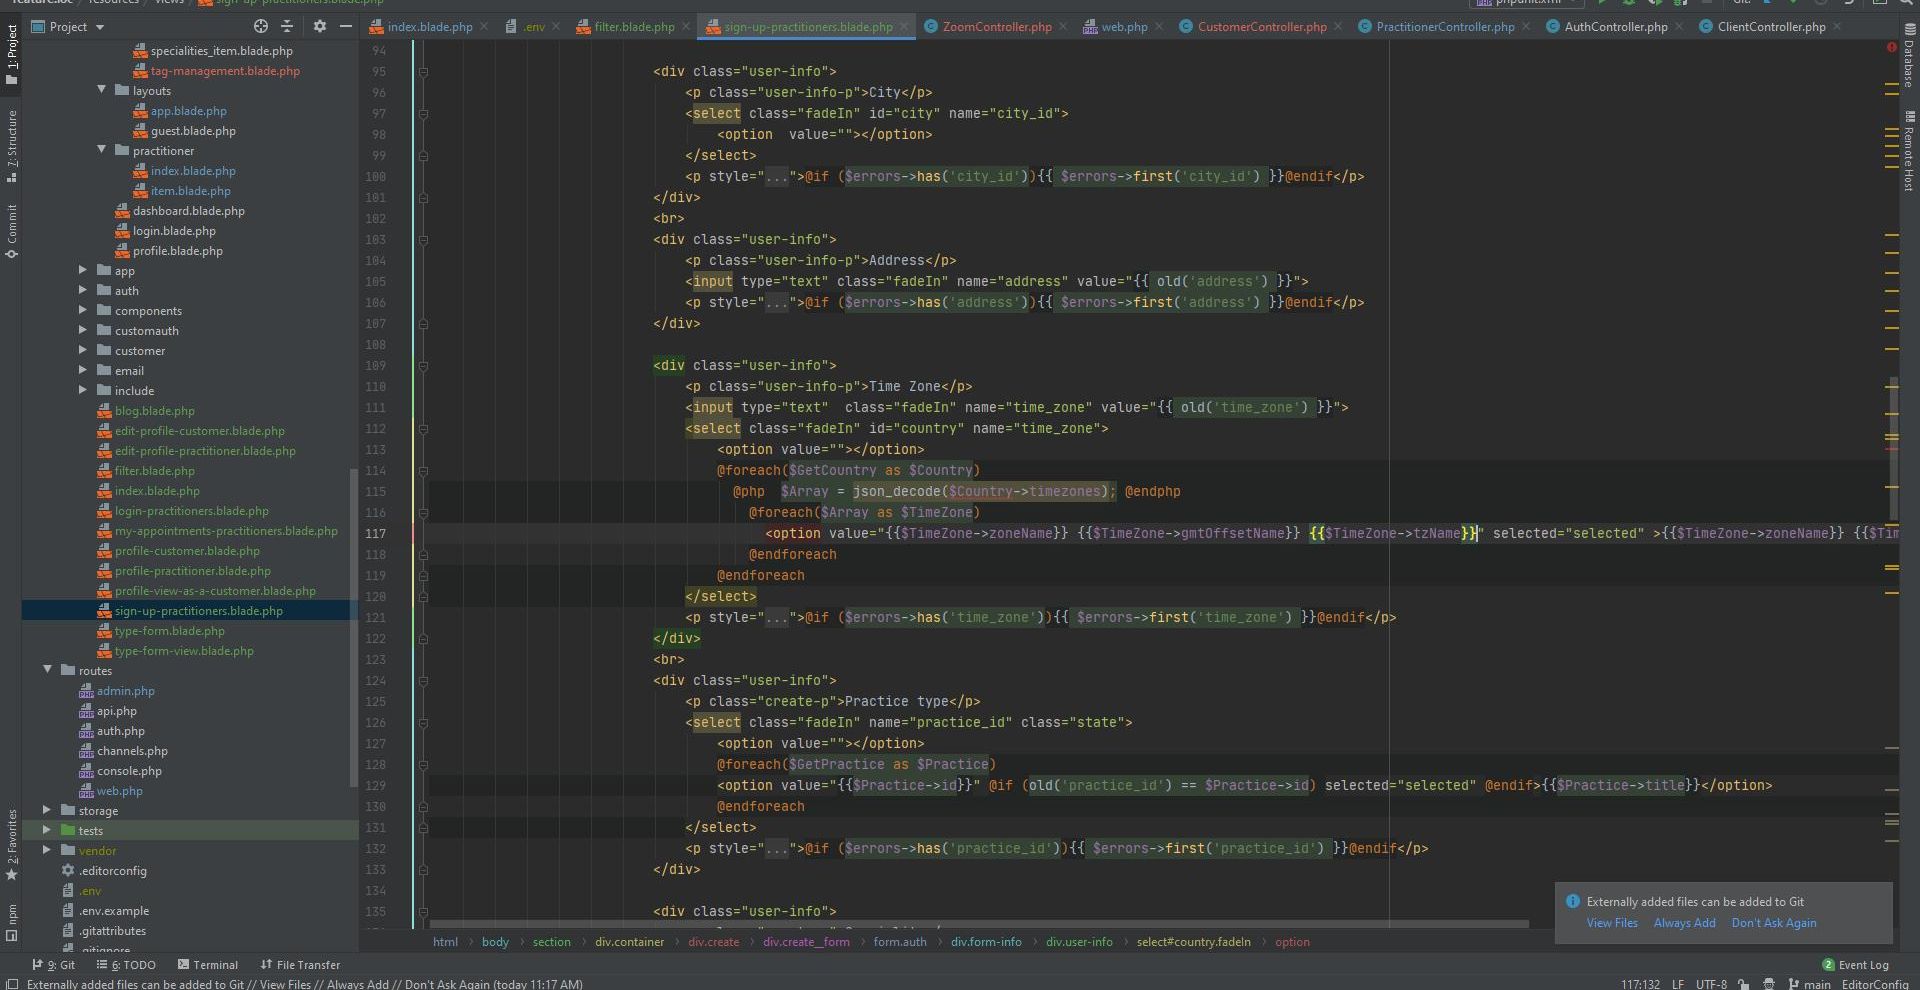 resources
views
sign-up-practitioners.blade.php
phpunit.xml
Git:
Project
index.blade.php
.env
filter.blade.php
sign-up-practitioners.blade.php
ZoomController.php
web.php
CustomerController.php
PractitionerController.php
AuthController.php
ClientController.php
1: Project
Z: Structure
Commit
2: Favorites
npm
Database
Remote Host
specialities_item.blade.php
tag-management.blade.php
layouts
app.blade.php
guest.blade.php
practitioner
index.blade.php
item.blade.php
dashboard.blade.php
login.blade.php
profile.blade.php
app
auth
components
customauth
customer
email
include
blog.blade.php
edit-profile-customer.blade.php
edit-profile-practitioner.blade.php
filter.blade.php
index.blade.php
login-practitioners.blade.php
my-appointments-practitioners.blade.php
profile-customer.blade.php
profile-practitioner.blade.php
profile-view-as-a-customer.blade.php
sign-up-practitioners.blade.php
type-form.blade.php
type-form-view.blade.php
routes
admin.php
api.php
auth.php
channels.php
console.php
web.php
storage
tests
vendor
.editorconfig
.env
.env.example
.gitattributes
.gitignore
94
95 <div class="user-info">
96 <p class="user-info-p">City</p>
97 <select class="fadeIn" id="city" name="city_id">
98 <option  value=""></option>
99 </select>
100 <p style="...">@if ($errors->has('city_id')){{ $errors->first('city_id') }}@endif</p>
101 </div>
102 <br>
103 <div class="user-info">
104 <p class="user-info-p">Address</p>
105 <input type="text" class="fadeIn" name="address" value="{{ old('address') }}">
106 <p style="...">@if ($errors->has('address')){{ $errors->first('address') }}@endif</p>
107 </div>
108
109 <div class="user-info">
110 <p class="user-info-p">Time Zone</p>
111 <input type="text"  class="fadeIn" name="time_zone" value="{{ old('time_zone') }}">
112 <select class="fadeIn" id="country" name="time_zone">
113 <option value=""></option>
114 @foreach($GetCountry as $Country)
115 @php  $Array = json_decode($Country->timezones); @endphp
116 @foreach($Array as $TimeZone)
117 <option value="{{$TimeZone->zoneName}} {{$TimeZone->gmtOffsetName}} {{$TimeZone->tzName}}" selected="selected" >{{$TimeZone->zoneName}} {{$Tim
118 @endforeach
119 @endforeach
120 </select>
121 <p style="...">@if ($errors->has('time_zone')){{ $errors->first('time_zone') }}@endif</p>
122 </div>
123 <br>
124 <div class="user-info">
125 <p class="create-p">Practice type</p>
126 <select class="fadeIn" name="practice_id" class="state">
127 <option value=""></option>
128 @foreach($GetPractice as $Practice)
129 <option value="{{$Practice->id}}" @if (old('practice_id') == $Practice->id) selected="selected" @endif>{{$Practice->title}}</option>
130 @endforeach
131 </select>
132 <p style="...">@if ($errors->has('practice_id')){{ $errors->first('practice_id') }}@endif</p>
133 </div>
134
135 <div class="user-info">
Externally added files can be added to Git
View Files Always Add Don't Ask Again
html body section div.container div.create div.create__form form.auth div.form-info div.user-info select#country.fadeIn option
9: Git 6: TODO Terminal File Transfer
2 Event Log
Externally added files can be added to Git // View Files // Always Add // Don't Ask Again (today 11:17 AM)
117:132 LF UTF-8 main EditorConfig